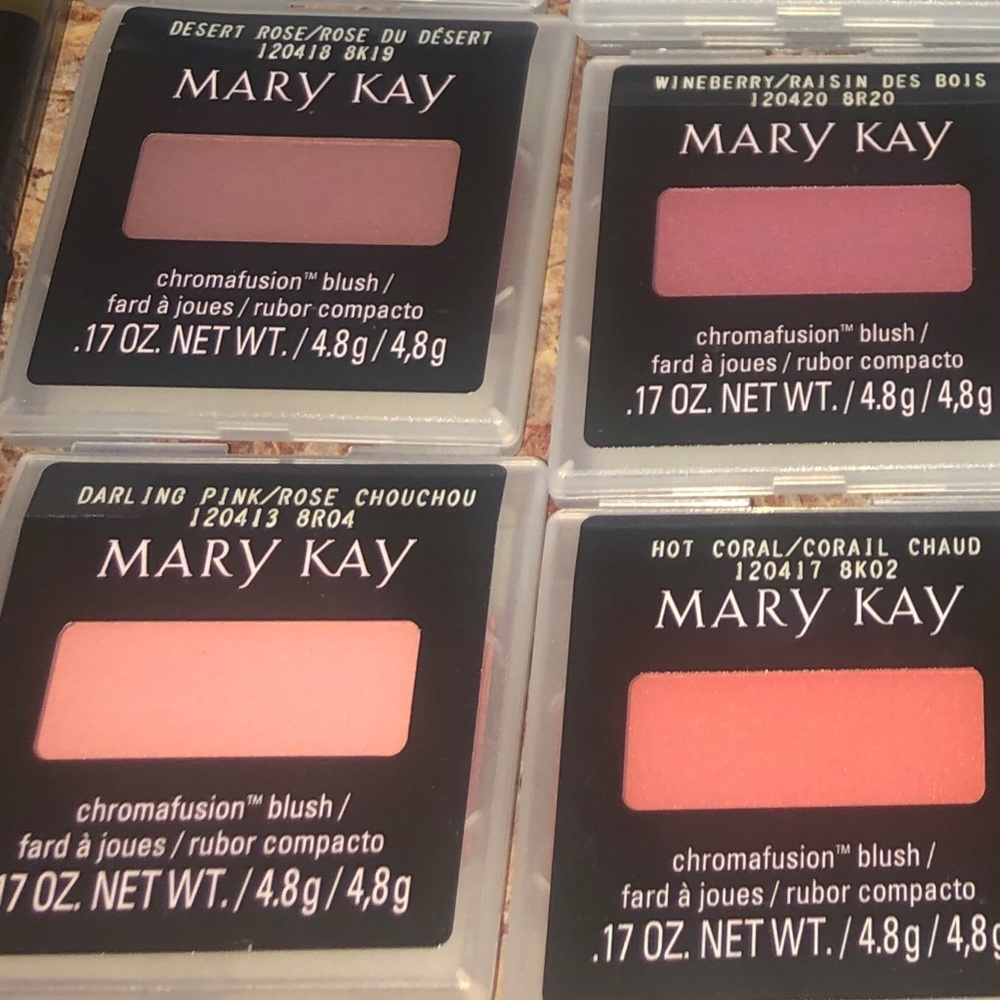 DESERT ROSE/ROSE DU DÉSERT
120418 8K19
MARY KAY
chromafusion™ blush /
fard à joues / rubor compacto
.17 OZ. NET WT. / 4.8g / 4,8g
WINEBERRY/RAISIN DES BOIS
120420 8R20
MARY KAY
chromafusion™ blush /
fard à joues / rubor compacto
.17 OZ. NET WT. / 4.8g / 4,8g
DARLING PINK/ROSE CHOUCHOU
120413 8R04
MARY KAY
chromafusion™ blush /
fard à joues / rubor compacto
17 OZ. NET WT. / 4.8g / 4,8g
HOT CORAL/CORAIL CHAUD
120417 8K02
MARY KAY
chromafusion™ blush /
fard à joues / rubor compacto
.17 OZ. NET WT. / 4.8g / 4,8g